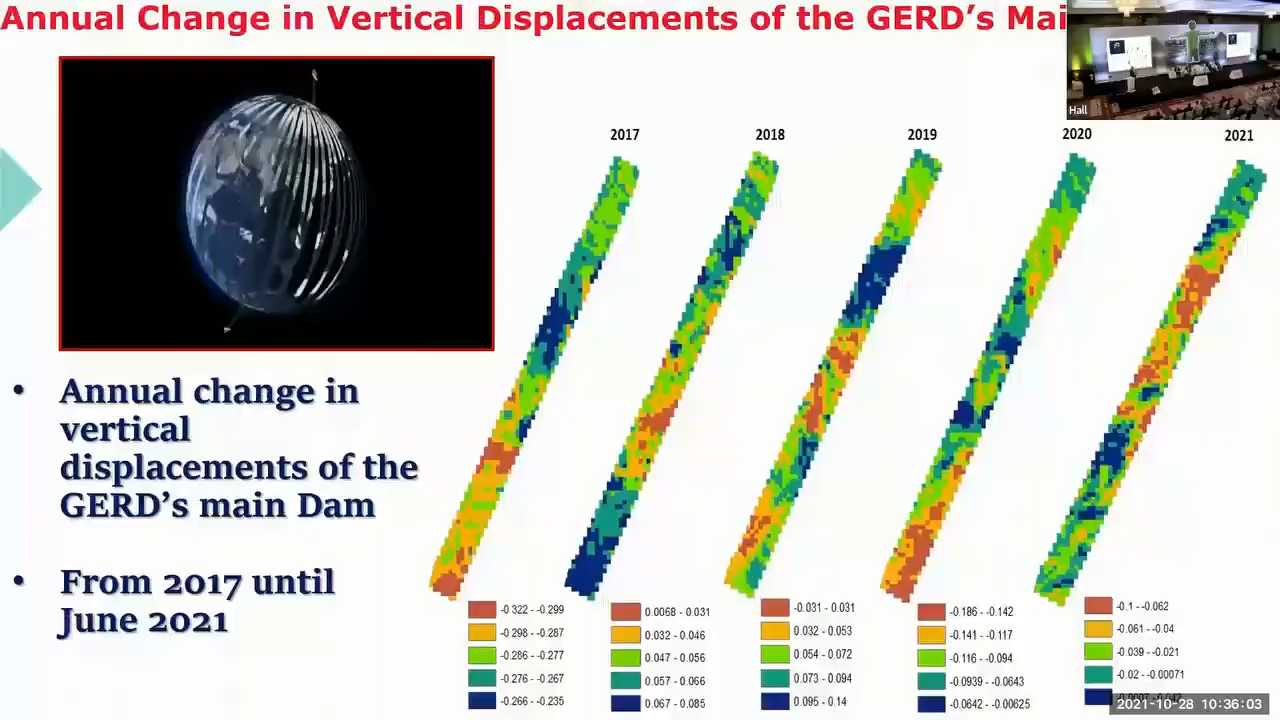 Annual Change in Vertical Displacements of the GERD's Mai
Hall
2017
2018
2019
2020
2021
• Annual change in
vertical
displacements of the
GERD's main Dam
• From 2017 until
June 2021
-0.322 - -0.299
-0.298 - -0.287
-0.286 - -0.277
-0.276 - -0.267
-0.266 - -0.235
0.0068 - 0.031
0.032 - 0.046
0.047 - 0.056
0.057 - 0.066
0.067 - 0.085
-0.031 - 0.031
0.032 - 0.053
0.054 - 0.072
0.073 - 0.094
0.095 - 0.14
-0.186 - -0.142
-0.141 - -0.117
-0.116 - -0.094
-0.0939 - -0.0643
-0.0642 - -0.00625
-0.1 - -0.062
-0.061 - -0.04
-0.039 - -0.021
-0.02 - -0.00071
2021-10-28 10:36:03